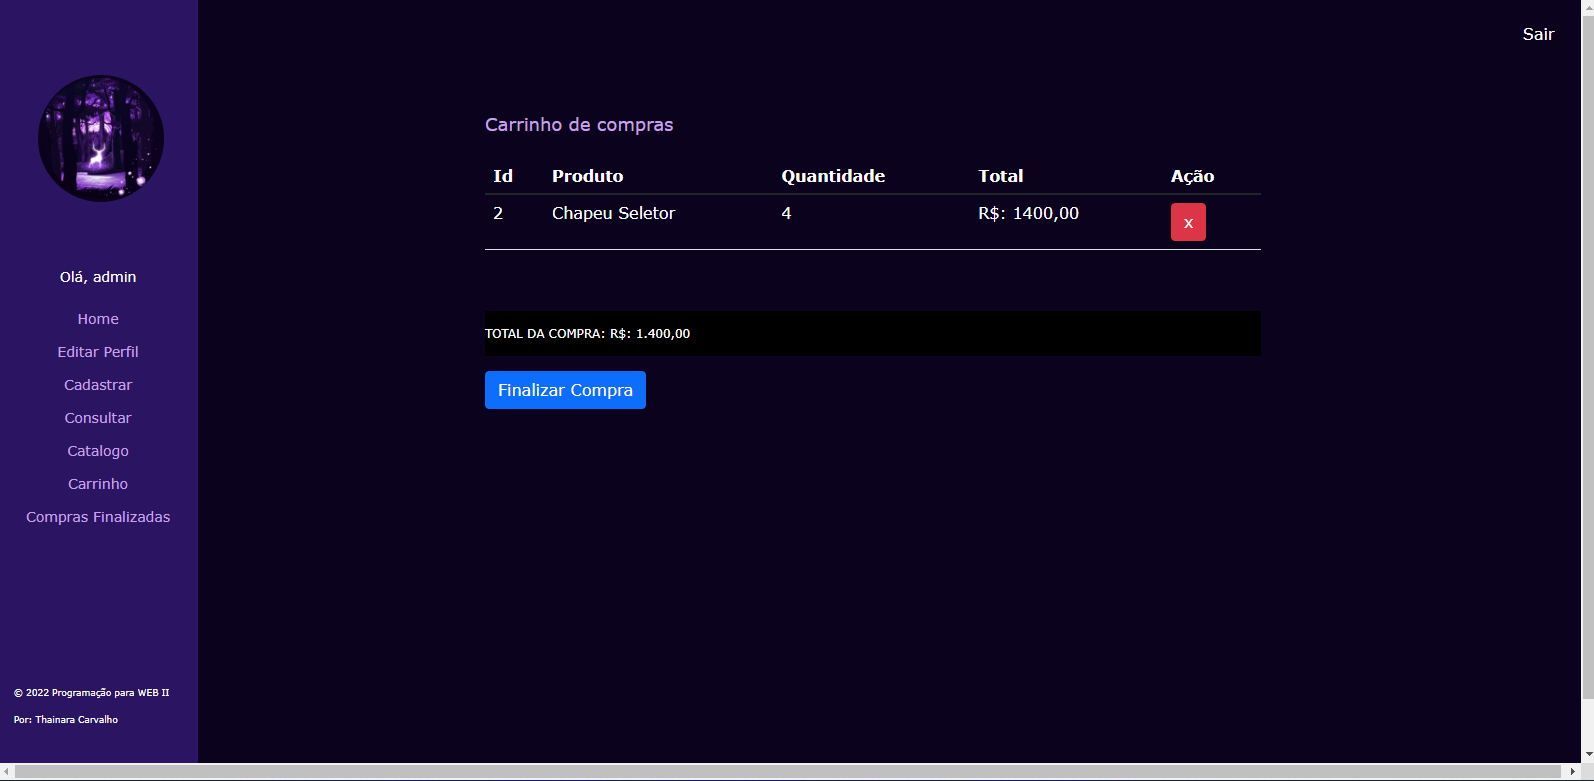 Sair
Olá, admin
Home
Editar Perfil
Cadastrar
Consultar
Catalogo
Carrinho
Compras Finalizadas
© 2022 Programação para WEB II
Por: Thainara Carvalho
Carrinho de compras
Id Produto Quantidade Total Ação
2 Chapeu Seletor 4 R$: 1400,00 x
TOTAL DA COMPRA: R$: 1.400,00
Finalizar Compra